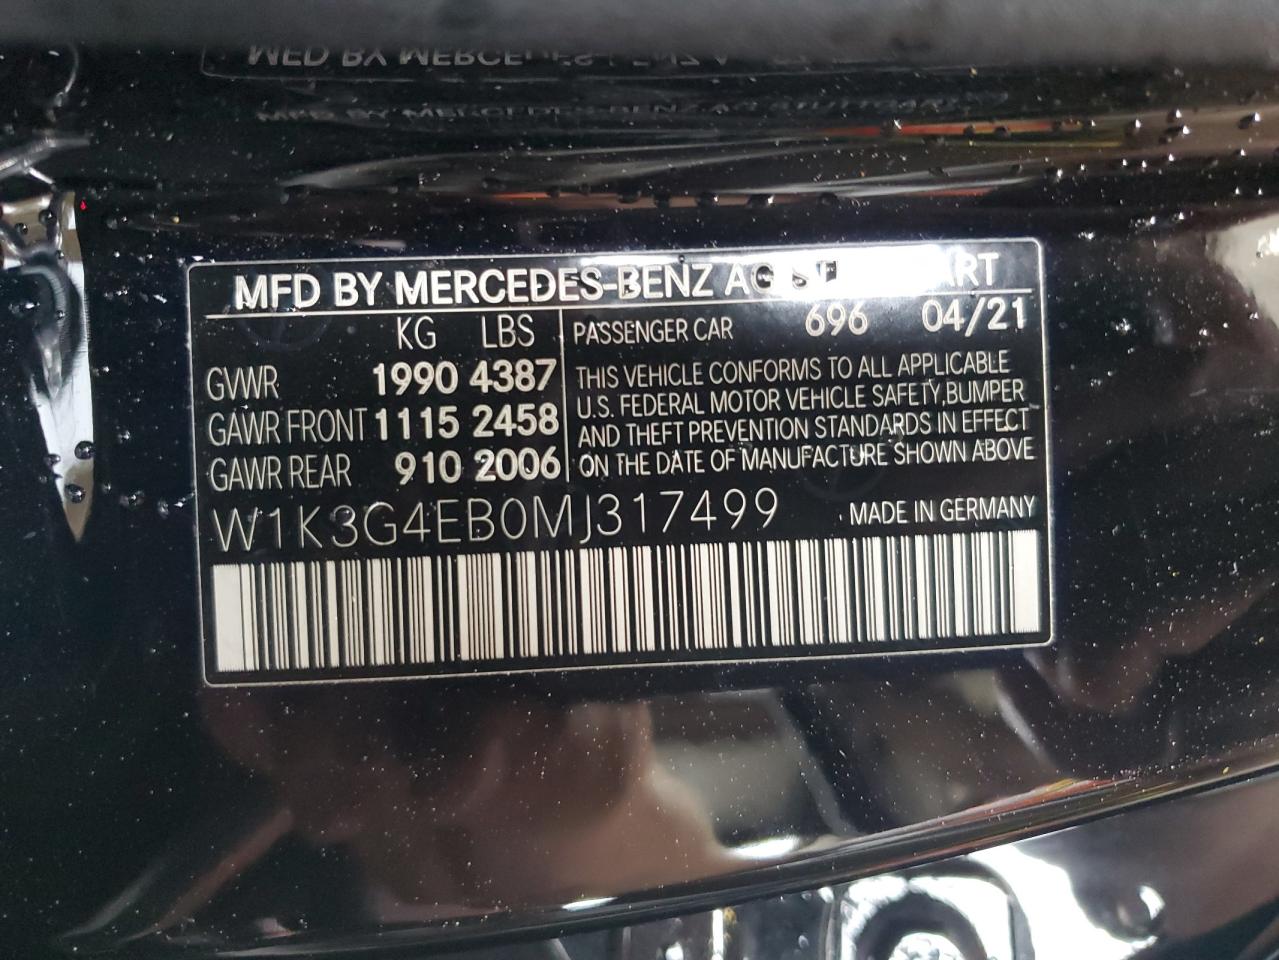 MFD BY MERCEDES-BENZ AG
KG LBS
GVWR 1990 4387
GAWR FRONT 1115 2458
GAWR REAR 910 2006
PASSENGER CAR 696 04/21
THIS VEHICLE CONFORMS TO ALL APPLICABLE
U.S. FEDERAL MOTOR VEHICLE SAFETY,BUMPER
AND THEFT PREVENTION STANDARDS IN EFFECT
ON THE DATE OF MANUFACTURE SHOWN ABOVE
W1K3G4EB0MJ317499 MADE IN GERMANY